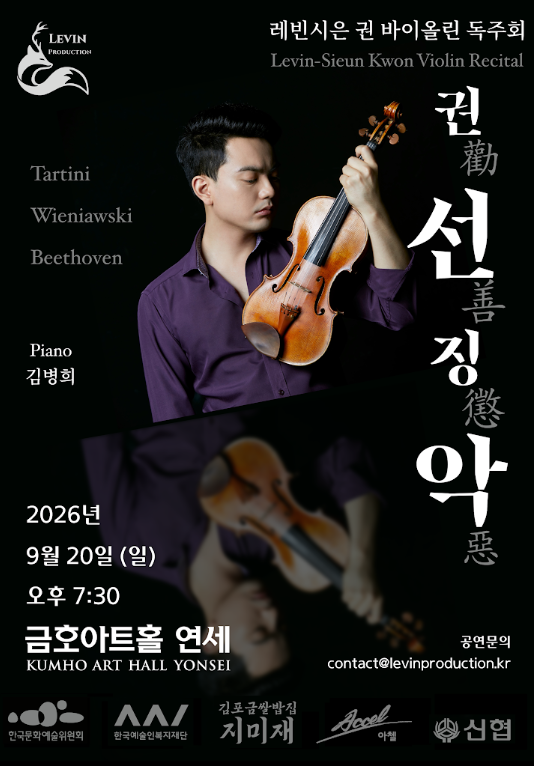 LEVIN
PRODUCTION
레빈시은 권 바이올린 독주회
Levin-Sieun Kwon Violin Recital
권
勸
선
善
징
懲
악
惡
Tartini
Wieniawski
Beethoven
Piano
김병희
2026년
9월 20일 (일)
오후 7:30
금호아트홀 연세
KUMHO ART HALL YONSEI
공연문의
contact@levinproduction.kr
한국문화예술위원회
한국예술인복지재단
김포금쌀밥집
지미재
Accel
아첼
신협